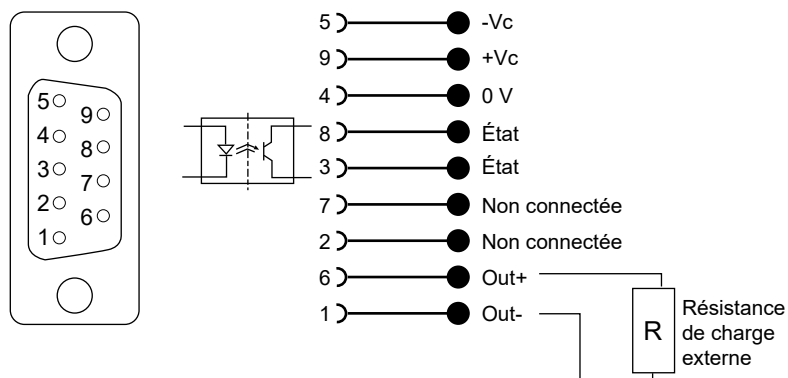 5
9
4
8
3
7
2
6
1
5 -Vc
9 +Vc
4 0 V
8 État
3 État
7 Non connectée
2 Non connectée
6 Out+
1 Out-
R
Résistance
de charge
externe